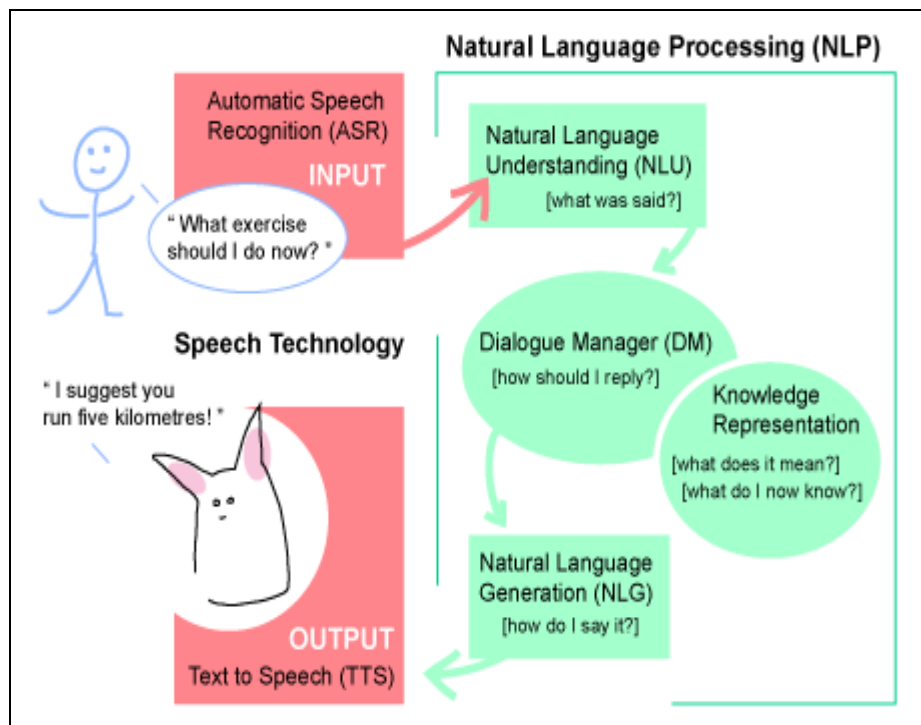 Natural Language Processing (NLP)
Automatic Speech
Recognition (ASR)
INPUT
" What exercise
should I do now? "
Natural Language
Understanding (NLU)
[what was said?]
Dialogue Manager (DM)
[how should I reply?]
Knowledge
Representation
[what does it mean?]
[what do I now know?]
Natural Language
Generation (NLG)
[how do I say it?]
Speech Technology
" I suggest you
run five kilometres! "
OUTPUT
Text to Speech (TTS)